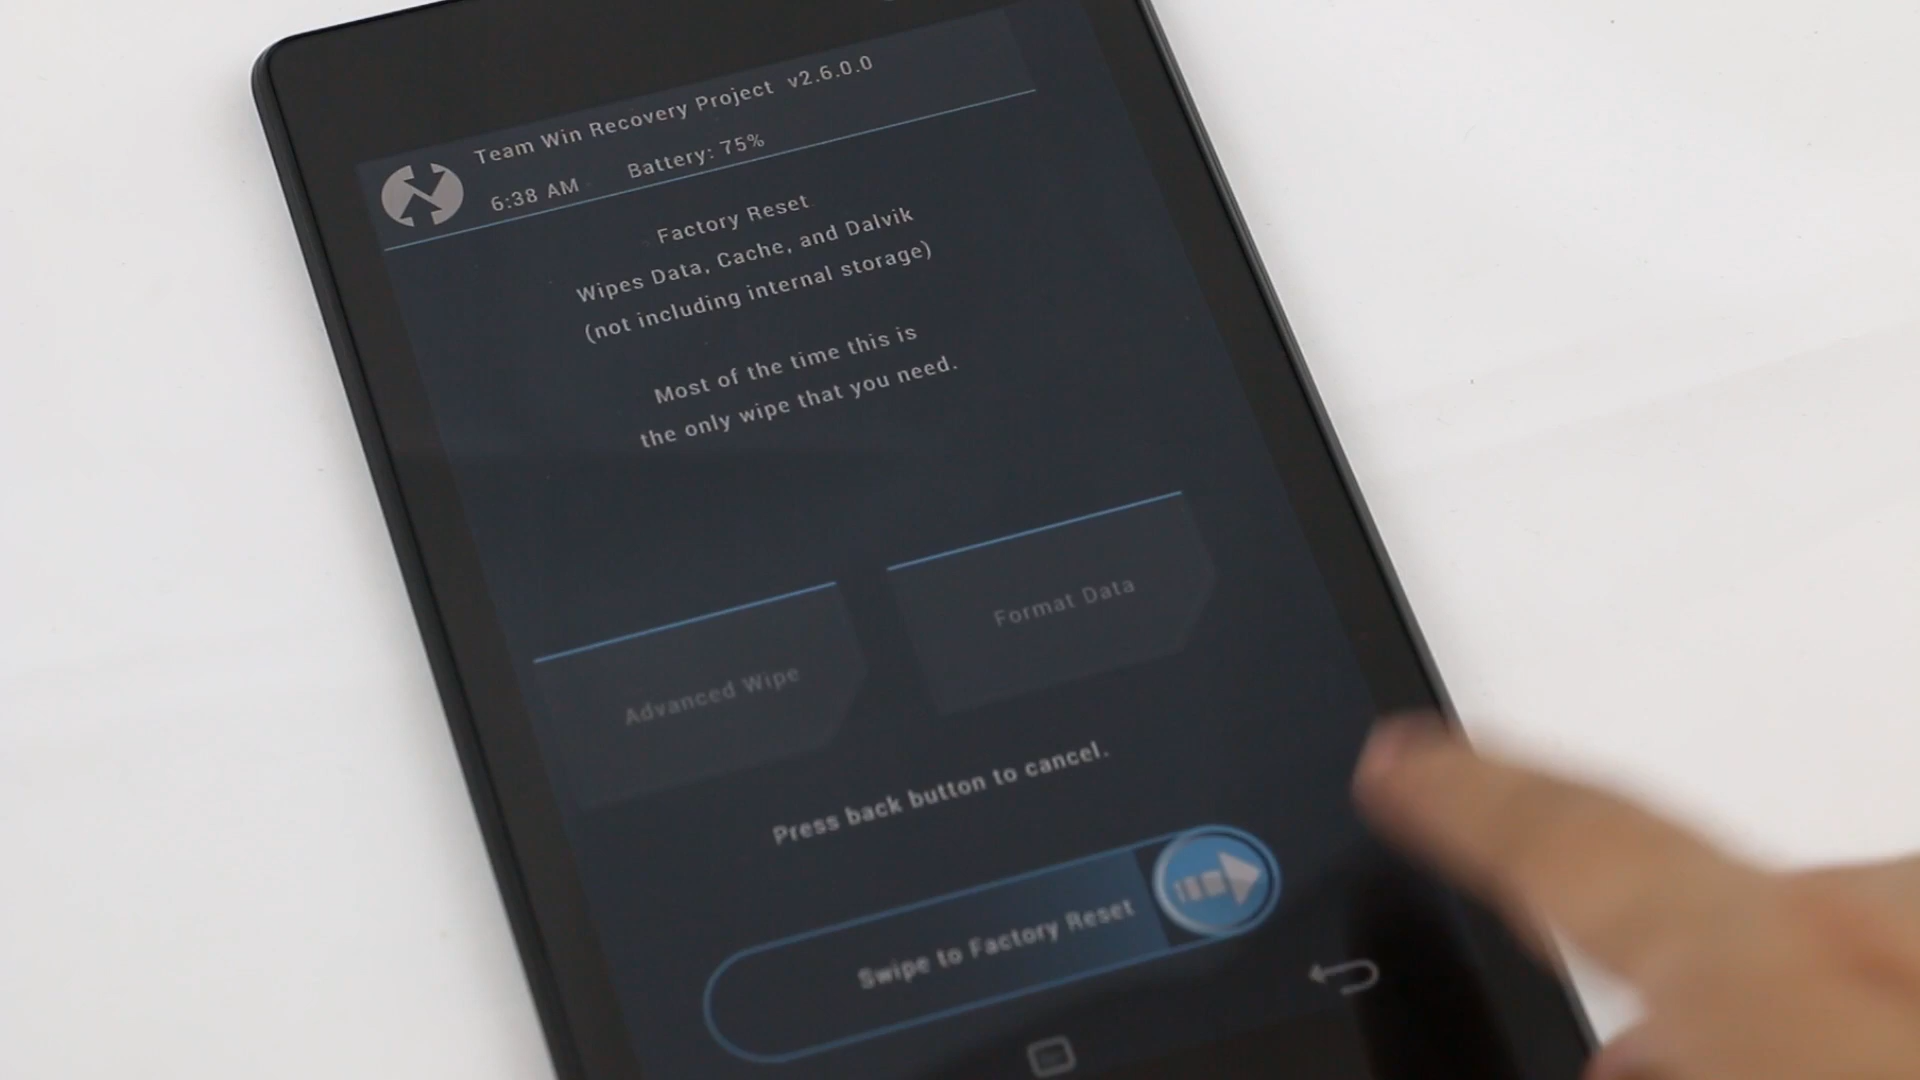 Team Win Recovery Project v2.6.0.0
6:38 AM Battery: 75%
Factory Reset
Wipes Data, Cache, and Dalvik
(not including internal storage)
Most of the time this is
the only wipe that you need.
Advanced Wipe
Format Data
Press back button to cancel.
Swipe to Factory Reset